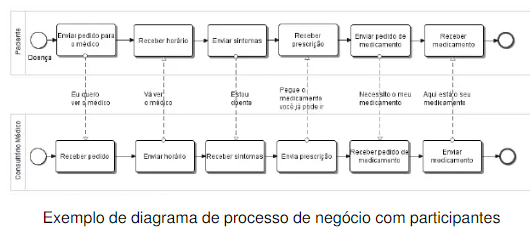 Paciente
Enviar pedido para
o médico
Receber horário
Enviar sintomas
Receber
prescrição
Enviar pedido de
medicamento
Receber
medicamento
Doença
Eu quero
ver o médico
Vá ver
o médico
Estou
doente
Pegue o
medicamento
você já pode ir
Necessito o meu
medicamento
Aqui está o seu
medicamento
Consultório Médico
Receber pedido
Enviar horário
Receber sintomas
Envia prescrição
Receber pedido de
medicamento
Enviar
medicamento
Exemplo de diagrama de processo de negócio com participantes